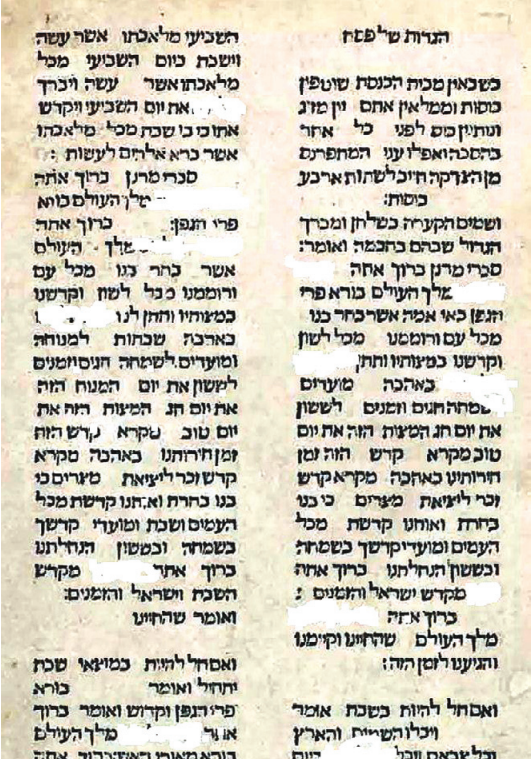 הגדות של פסח
כשבאין מבית הכנסת שוטפין
כוסות וממלאין אתם יין מזוג
ונותנין כוס לפני כל אחד
בהסבה ואפילו עני המתפרנס
מן הצדקה חייב לשתות ארבע
כוסות:
ושמים הקערה בשלחן ומברך
הגדול שבהם בחכמה ואומר:
סברי מרנן ברוך אתה
מלך העולם בורא פרי
הגפן באי אמה אשר בחר בנו
מכל עם ורוממנו מכל לשון
וקדשנו במצותיו ותתן
באהבה מועדים
שמחה חגים וזמנים לששון
את יום חג המצות הזה את יום
טוב מקרא קדש הזה זמן
חירותנו באהבה מקרא קדש
זכר ליציאת מצרים כי בנו
בחרת ואותנו קדשת מכל
העמים ומועדי קדשך בשמחה
ובששון הנחלתנו ברוך אתה
מקדש ישראל והזמנים:
ברוך אתה
מלך העולם שהחיינו וקיימנו
והגיענו לזמן הזה:
ואם חל להיות בשבת אומר
ויכלו השמים והארץ
וכל צבאם ביום
השביעי מלאכתו אשר עשה
וישבת ביום השביעי מכל
מלאכתו אשר עשה ויברך
את יום השביעי ויקדש
אתו כי בו שבת מכל מלאכתו
אשר ברא אלהים לעשות:
סברי מרנן ברוך אתה
מלך העולם בורא
פרי הגפן: ברוך אתה
מלך העולם
אשר בחר בנו מכל עם
ורוממנו מכל לשון וקדשנו
במצותיו ותתן לנו
באהבה שבתות למנוחה
ומועדים לשמחה חגים וזמנים
לששון את יום המנוח הזה
את יום חג המצות הזה את
יום טוב מקרא קדש הזה
זמן חירותנו באהבה מקרא
קדש זכר ליציאת מצרים כי
בנו בחרת ואותנו קדשת מכל
העמים ושבת ומועדי קדשך
בשמחה ובששון הנחלתנו
ברוך אתה מקדש
השבת וישראל והזמנים:
ואומר שהחיינו
ואם חל להיות במוצאי שבת
יתחיל ואומר בורא
פרי הגפן וקדוש ואומר ברוך
מלך העולם
בורא מאורי האש ברוך אתה